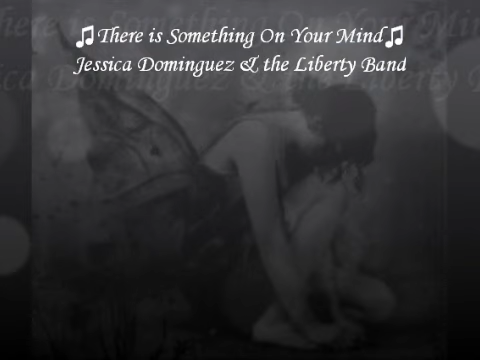 ♫There is Something On Your Mind♫
Jessica Dominguez & the Liberty Band